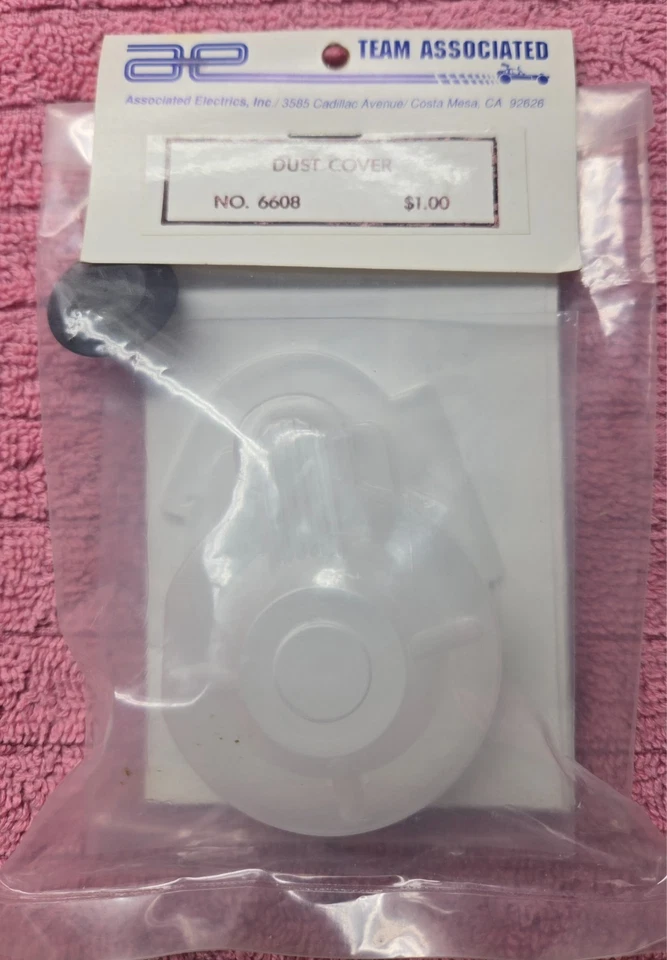 ae TEAM ASSOCIATED
Associated Electrics, Inc./ 3585 Cadillac Avenue/ Costa Mesa, CA 92626
DUST COVER
NO. 6608 $1.00